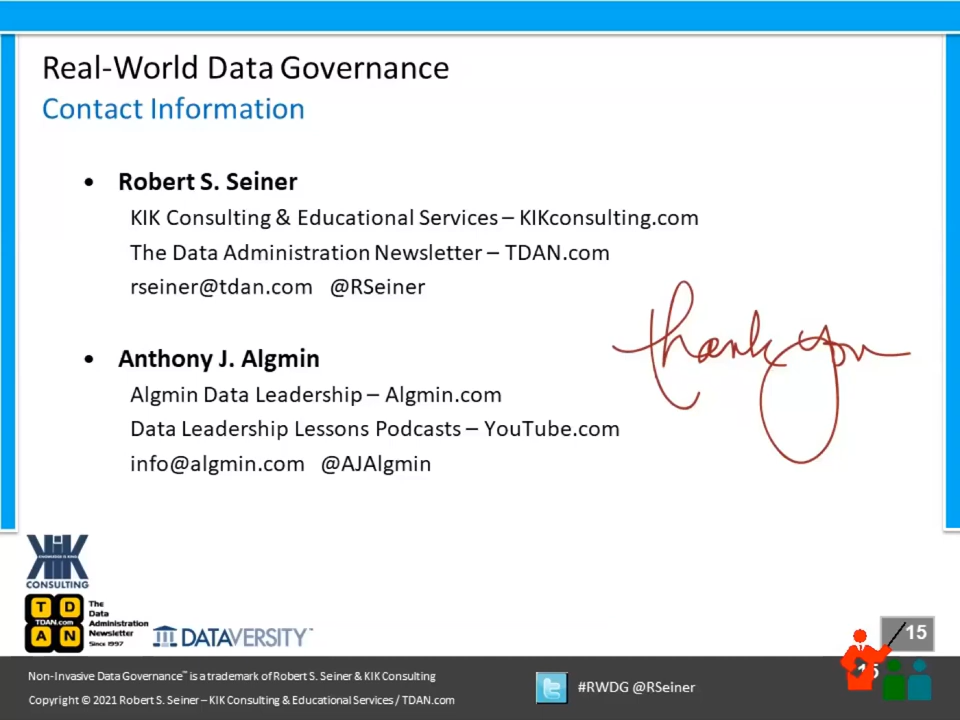 Real-World Data Governance
Contact Information
• Robert S. Seiner
KIK Consulting & Educational Services – KIKconsulting.com
The Data Administration Newsletter – TDAN.com
rseiner@tdan.com @RSeiner
thank you
• Anthony J. Algmin
Algmin Data Leadership – Algmin.com
Data Leadership Lessons Podcasts – YouTube.com
info@algmin.com @AJAlgmin
KIK
CONSULTING
T D
TDAN.com
A N
The
Data
Administration
Newsletter
Since 1997
DATAVERSITY™
15
15
Non-Invasive Data Governance™ is a trademark of Robert S. Seiner & KIK Consulting
Copyright © 2021 Robert S. Seiner – KIK Consulting & Educational Services / TDAN.com
#RWDG @RSeiner